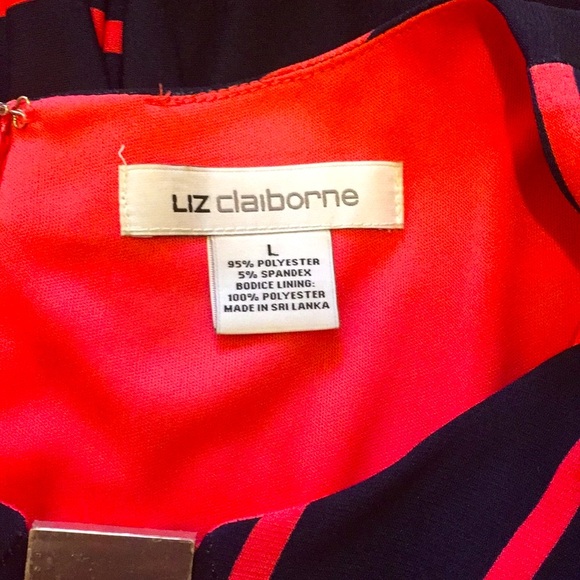 LIZ claiborne
L
95% POLYESTER
5% SPANDEX
BODICE LINING:
100% POLYESTER
MADE IN SRI LANKA